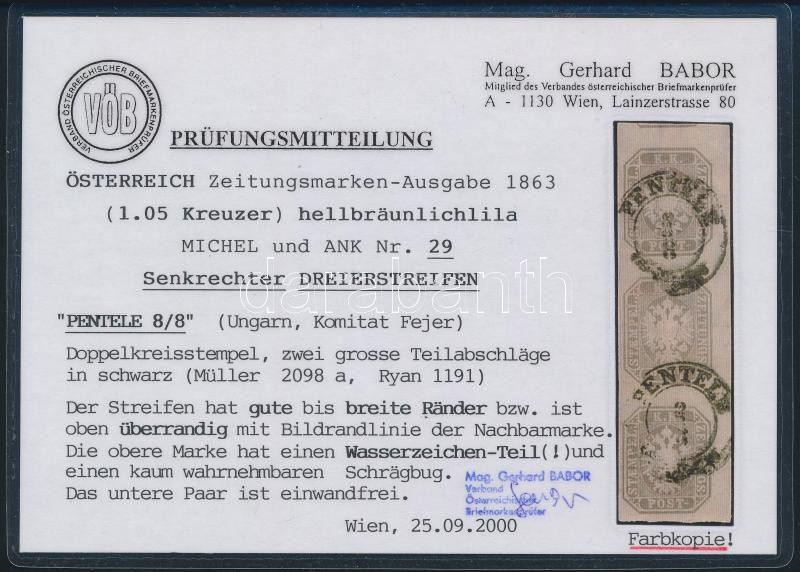 Mag. Gerhard BABOR
Mitglied des Verbandes österreichischer Briefmarkenprüfer
A - 1130 Wien, Lainzerstrasse 80
VERBAND ÖSTERREICHISCHER BRIEFMARKENPRÜFER
VÖB
PRÜFUNGSMITTEILUNG
ÖSTERREICH Zeitungsmarken-Ausgabe 1863
(1.05 Kreuzer) hellbräunlichlila
MICHEL und ANK Nr. 29
Senkrechter DREIERSTREIFEN
"PENTELE 8/8" (Ungarn, Komitat Fejer)
Doppelkreisstempel, zwei grosse Teilabschläge
in schwarz (Müller 2098 a, Ryan 1191)
Der Streifen hat gute bis breite Ränder bzw. ist
oben überrandig mit Bildrandlinie der Nachbarmarke.
Die obere Marke hat einen Wasserzeichen-Teil(!)und
einen kaum wahrnehmbaren Schrägbug.
Das untere Paar ist einwandfrei.
Mag. Gerhard BABOR
Verband
Österreichischer
Briefmarkenprüfer
Wien, 25.09.2000
K.K.
PENTELE
POST
PENTELE
K.K.
POST
Farbkopie!
darabanth